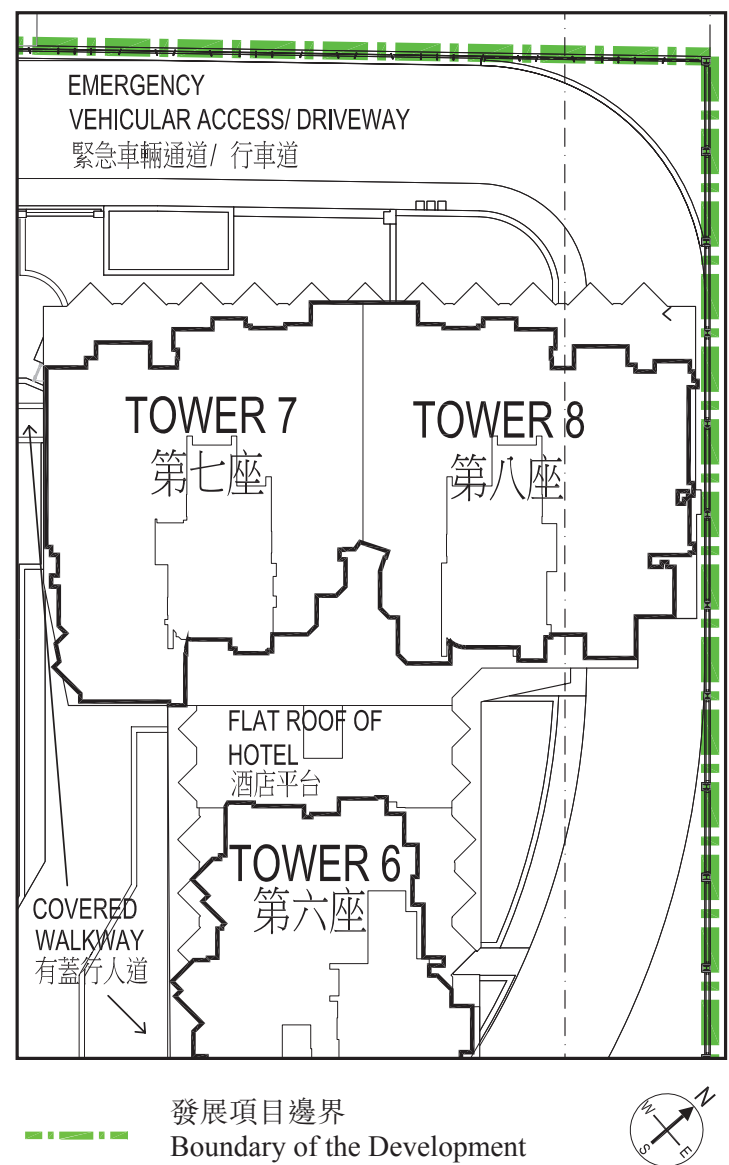 EMERGENCY
VEHICULAR ACCESS/ DRIVEWAY
緊急車輛通道/ 行車道
TOWER 7
第七座
TOWER 8
第八座
FLAT ROOF OF
HOTEL
酒店平台
TOWER 6
第六座
COVERED
WALKWAY
有蓋行人道
發展項目邊界
Boundary of the Development
N
W
S
E